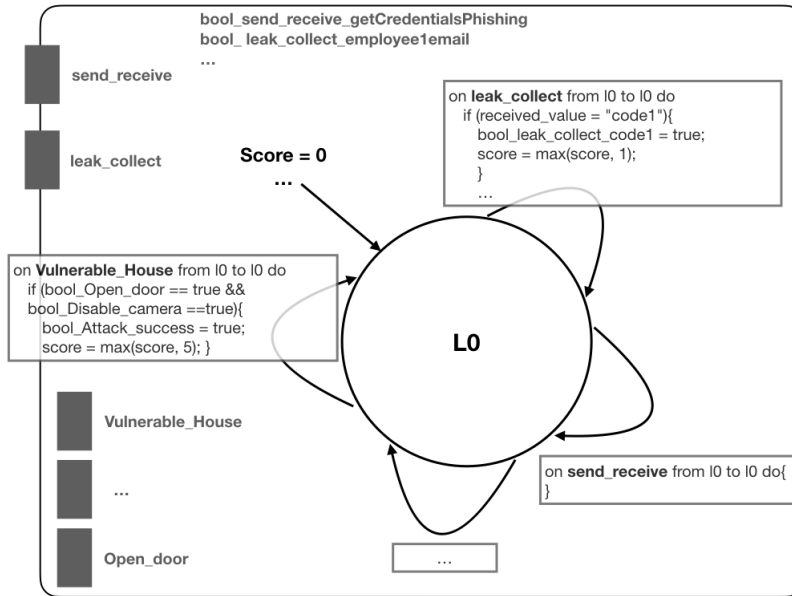 bool_send_receive_getCredentialsPhishing
bool_ leak_collect_employee1email
...
send_receive
leak_collect
Score = 0
...
on leak_collect from l0 to l0 do
if (received_value = "code1"){
bool_leak_collect_code1 = true;
score = max(score, 1);
}
...
on Vulnerable_House from l0 to l0 do
if (bool_Open_door == true &&
bool_Disable_camera ==true){
bool_Attack_success = true;
score = max(score, 5); }
L0
Vulnerable_House
...
Open_door
on send_receive from l0 to l0 do{
}
...